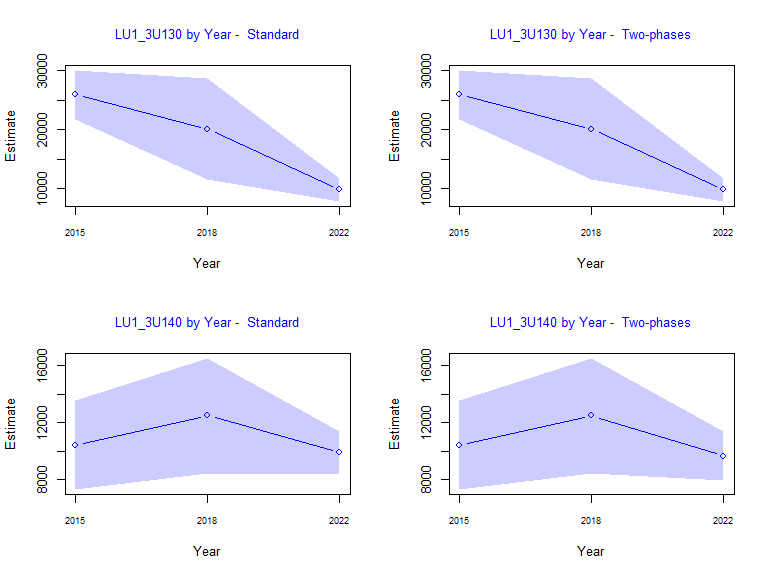 LU1_3U130 by Year -  Standard
Estimate
30000
20000
10000
2015 2018 2022
Year
LU1_3U130 by Year -  Two-phases
Estimate
30000
20000
10000
2015 2018 2022
Year
LU1_3U140 by Year -  Standard
Estimate
16000
12000
8000
2015 2018 2022
Year
LU1_3U140 by Year -  Two-phases
Estimate
16000
12000
8000
2015 2018 2022
Year